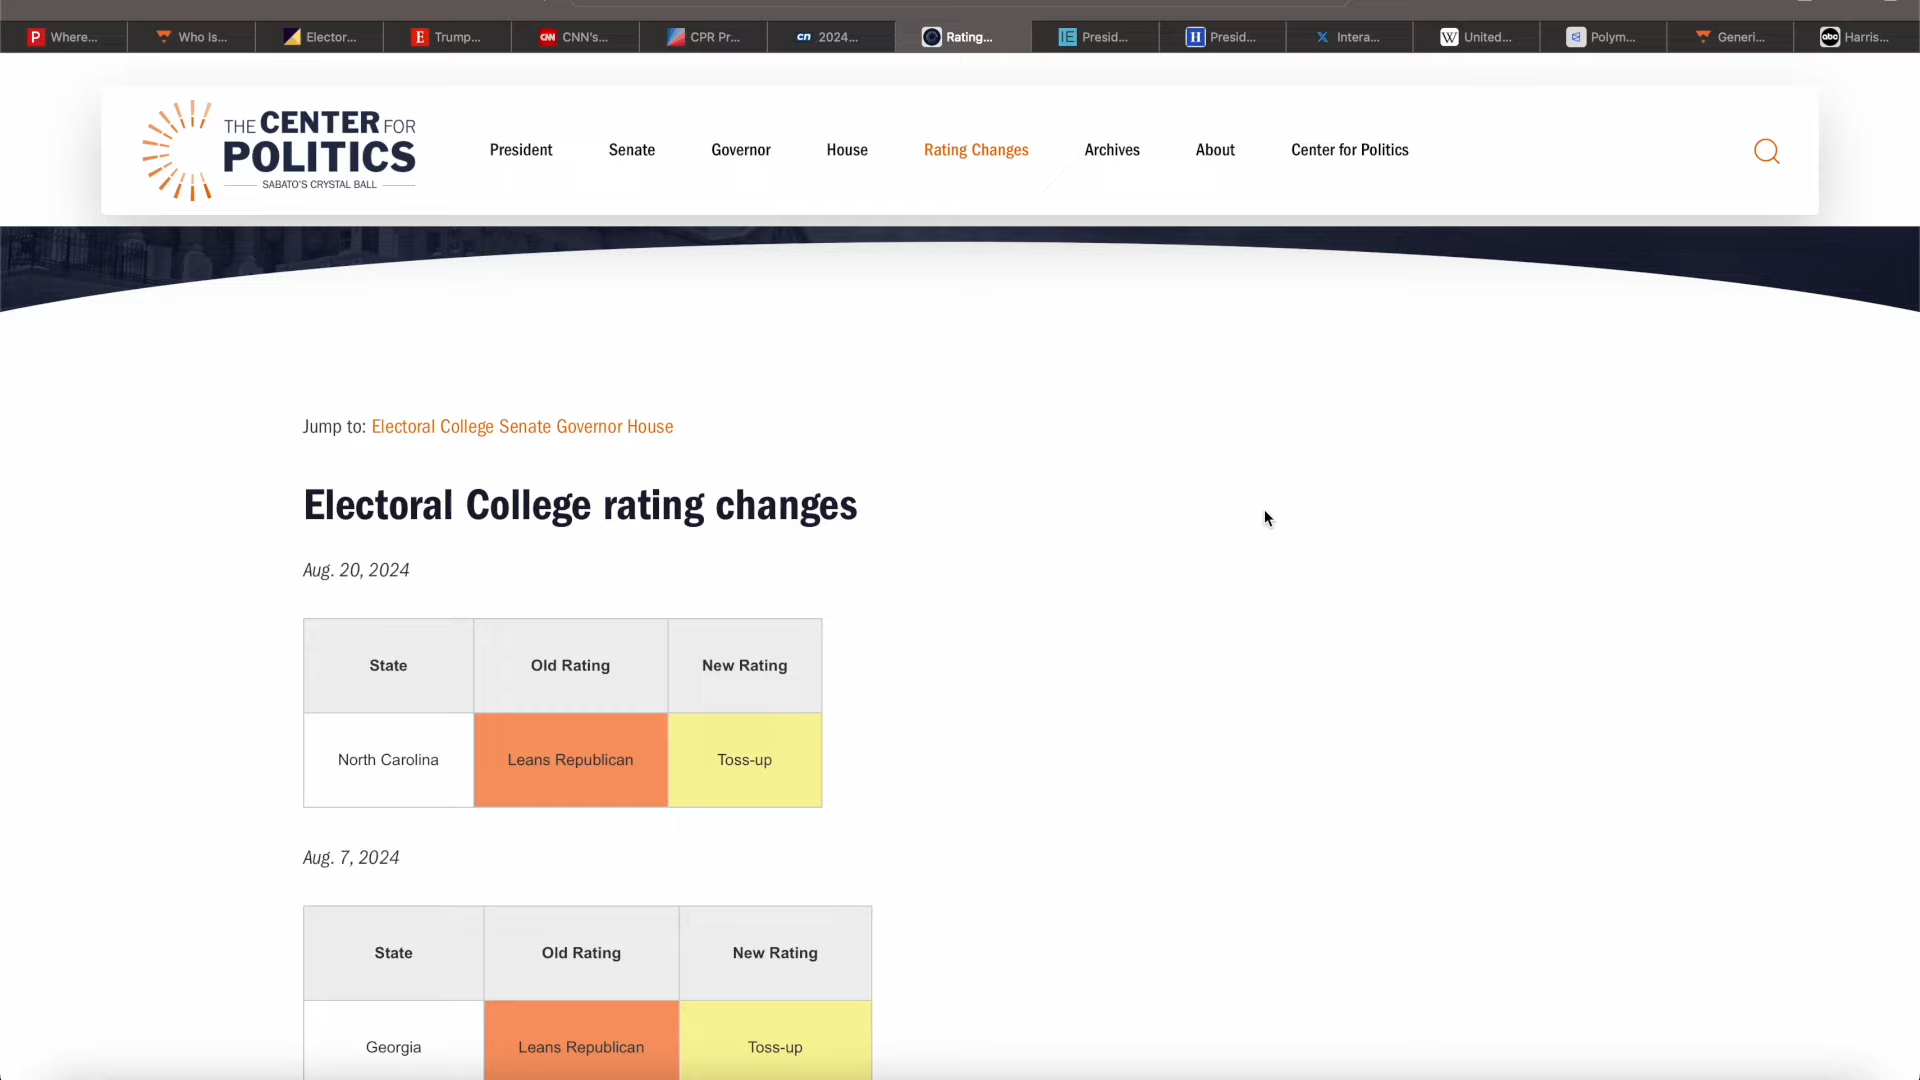 Where... Who Is... Elector... Trump... CNN's... CPR Pr... 2024... Rating... Presid... Presid... Intera... United... Polym... Generi... Harris...
THE CENTER FOR
POLITICS
SABATO'S CRYSTAL BALL
President Senate Governor House Rating Changes Archives About Center for Politics
Jump to: Electoral College Senate Governor House
Electoral College rating changes
Aug. 20, 2024
State Old Rating New Rating
North Carolina Leans Republican Toss-up
Aug. 7, 2024
State Old Rating New Rating
Georgia Leans Republican Toss-up